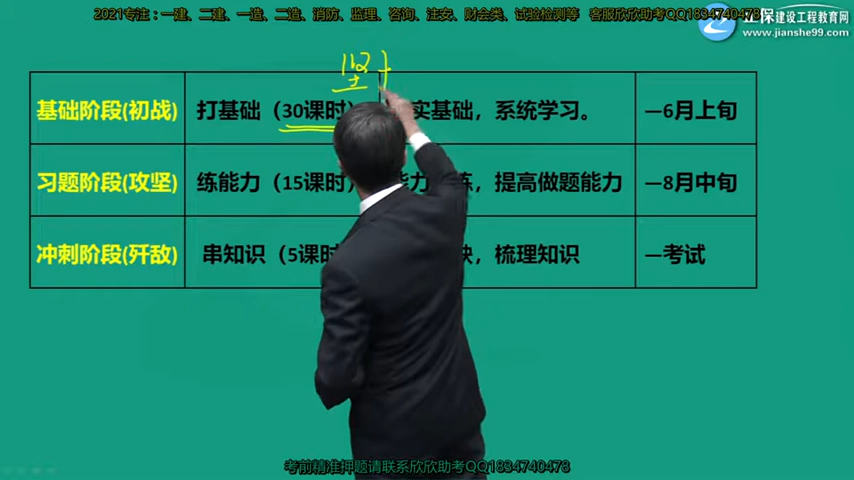 2021专注：一建、二建、一造、二造、消防、监理、咨询、注安、财会类、试验检测等 客服欣欣助考QQ1834740478
正保建设工程教育网
www.jianshe99.com
坚
基础阶段(初战) 打基础（30课时） 实基础，系统学习。 —6月上旬
习题阶段(攻坚) 练能力（15课时） 能力 练，提高做题能力 —8月中旬
冲刺阶段(歼敌) 串知识（5课时 缺，梳理知识 —考试
考前精准押题请联系欣欣助考QQ1834740478